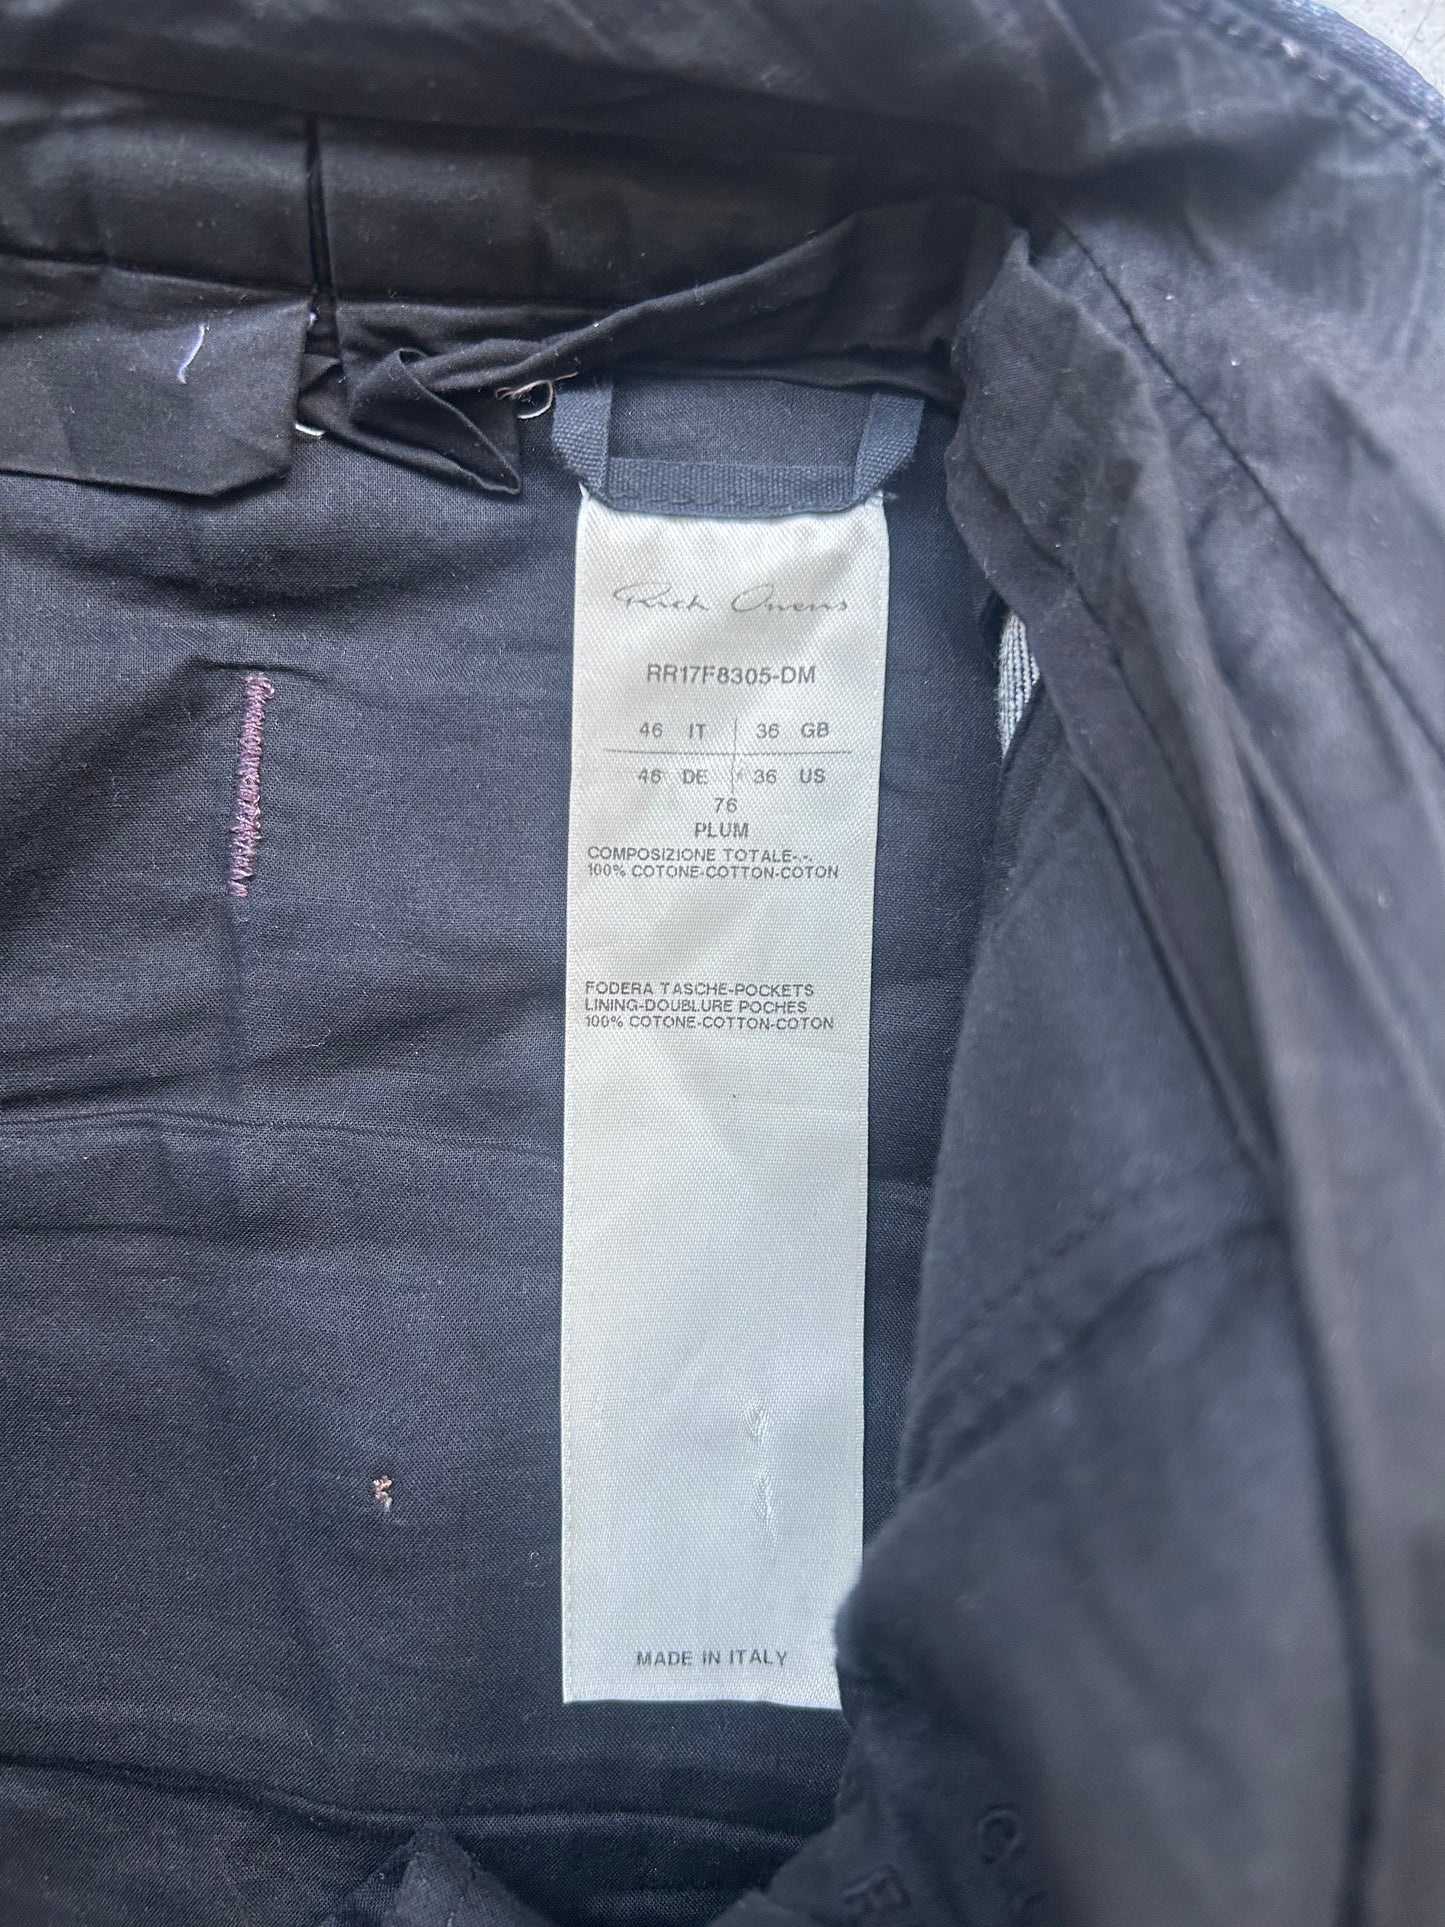 Rick Owens
RR17F8305-DM
46 IT 36 GB
46 DE 36 US
76
PLUM
COMPOSIZIONE TOTALE-.-.
100% COTONE-COTTON-COTON
FODERA TASCHE-POCKETS
LINING-DOUBLURE POCHES
100% COTONE-COTTON-COTON
MADE IN ITALY